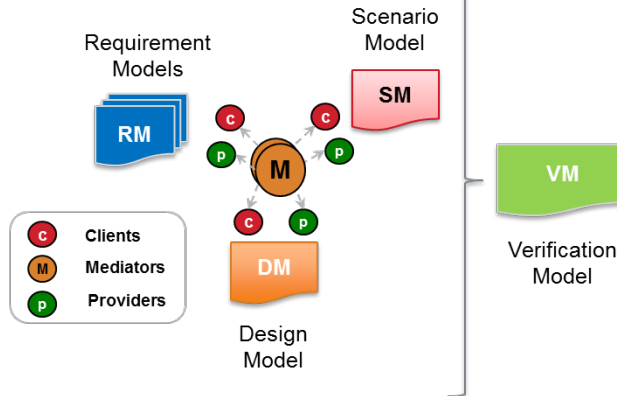 Requirement
Models
Scenario
Model
RM
SM
c
c
p
p
M
c
p
VM
Verification
Model
DM
Design
Model
c Clients
M Mediators
p Providers